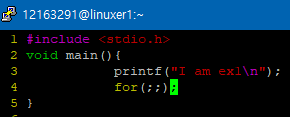 12163291@linuxer1:~
1 #include <stdio.h>
2 void main(){
3 printf("I am ex1\n");
4 for(;;);
5 }